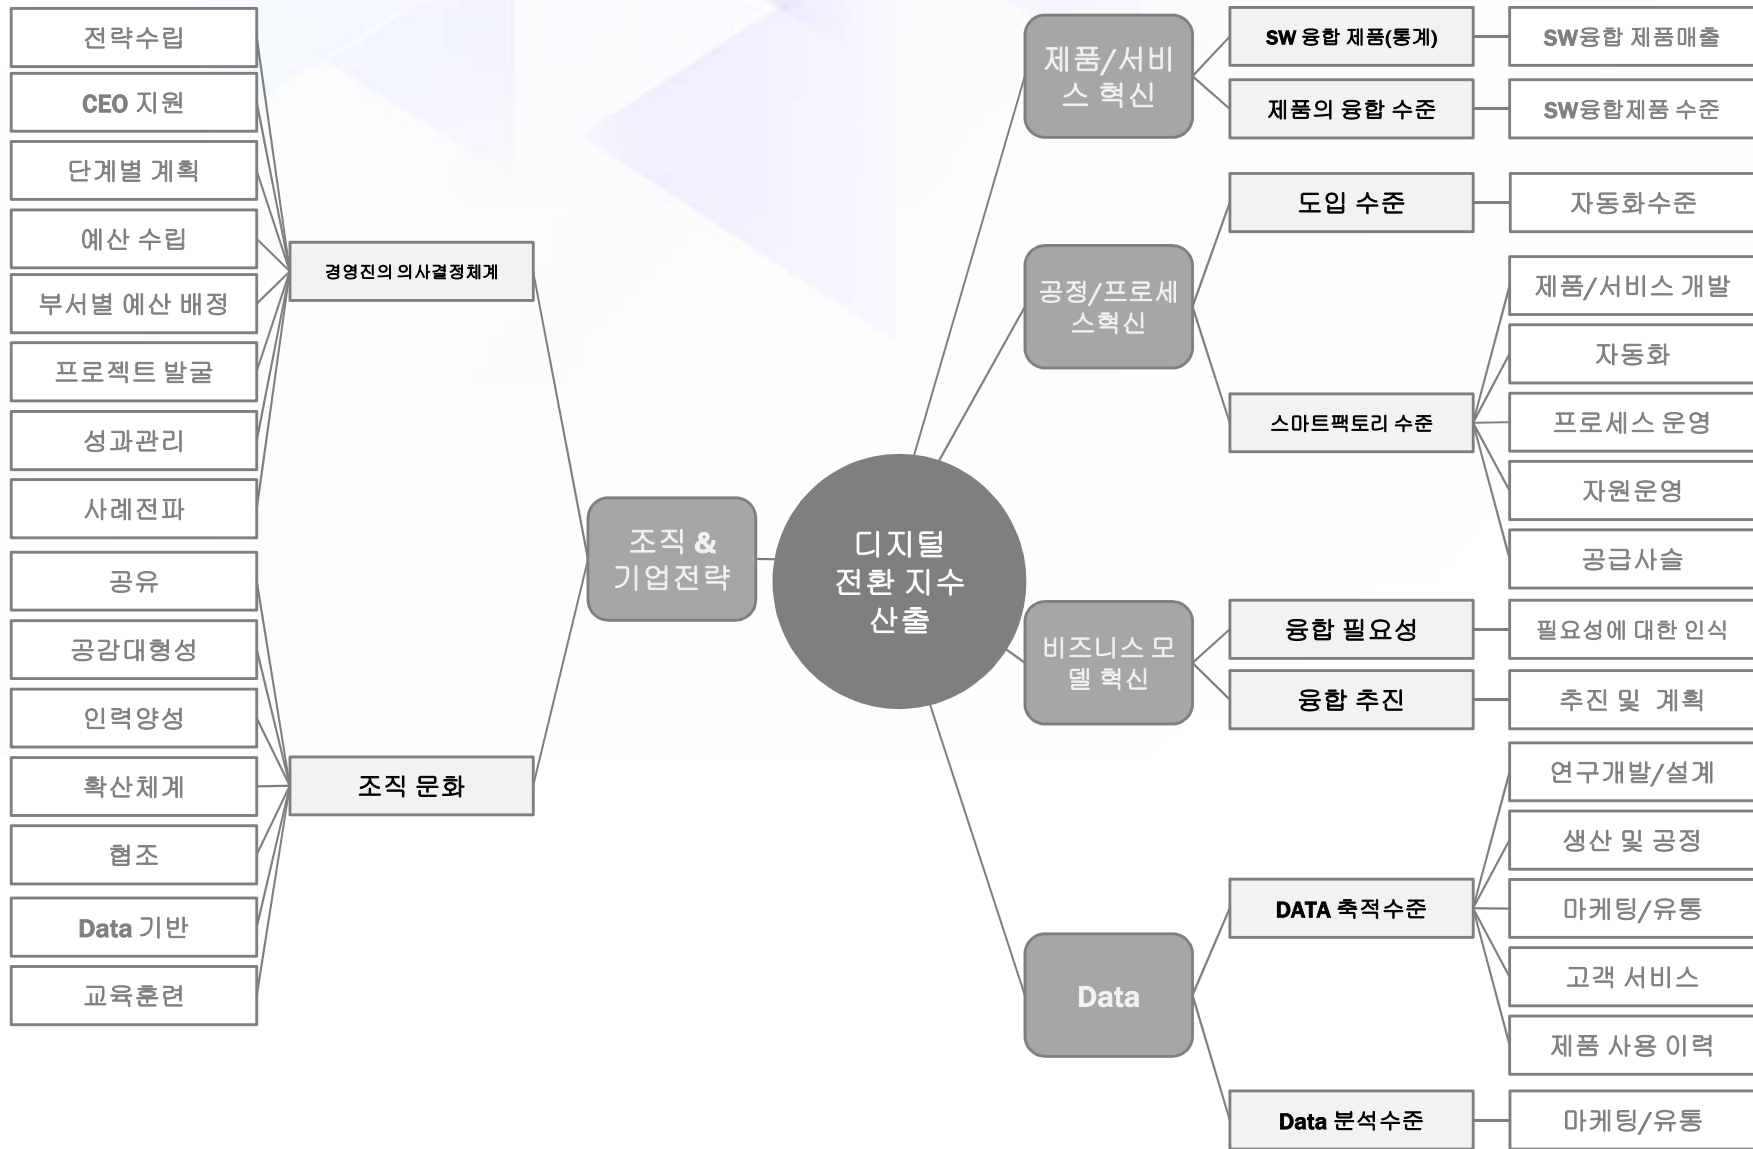 전략수립
CEO 지원
단계별 계획
예산 수립
부서별 예산 배정
프로젝트 발굴
성과관리
사례전파
공유
공감대형성
인력양성
확산체계
협조
Data 기반
교육훈련
경영진의 의사결정체계
조직 문화
조직 &
기업전략
디지털
전환 지수
산출
제품/서비
스 혁신
SW 융합 제품(통계)
SW융합 제품매출
제품의 융합 수준
SW융합제품 수준
공정/프로세
스혁신
도입 수준
자동화수준
스마트팩토리 수준
제품/서비스 개발
자동화
프로세스 운영
자원운영
공급사슬
비즈니스 모
델 혁신
융합 필요성
필요성에 대한 인식
융합 추진
추진 및 계획
Data
DATA 축적수준
연구개발/설계
생산 및 공정
마케팅/유통
고객 서비스
제품 사용 이력
Data 분석수준
마케팅/유통